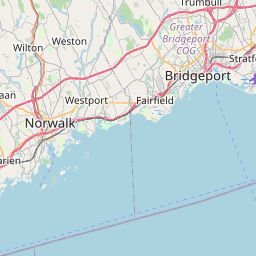 Trumbull
Weston
Wilton
Greater
Bridgeport
COG
Stratf
Bridgeport
aan
Westport
Fairfield
Norwalk
arien